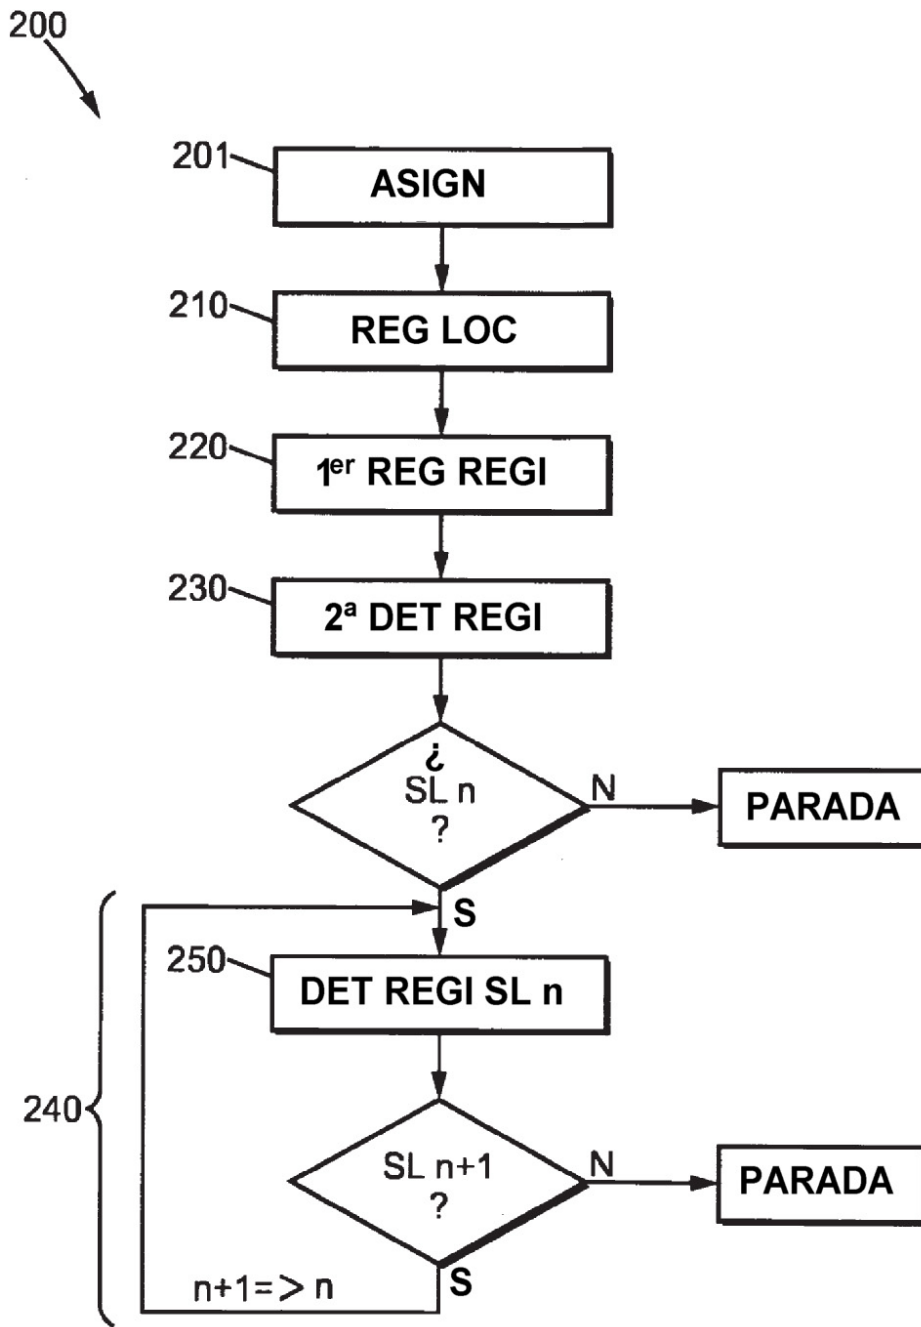 200
201
ASIGN
210
REG LOC
220
1er REG REGI
230
2ª DET REGI
¿
SL n
?
N
PARADA
S
240
250
DET REGI SL n
SL n+1
?
N
PARADA
S
n+1=>n